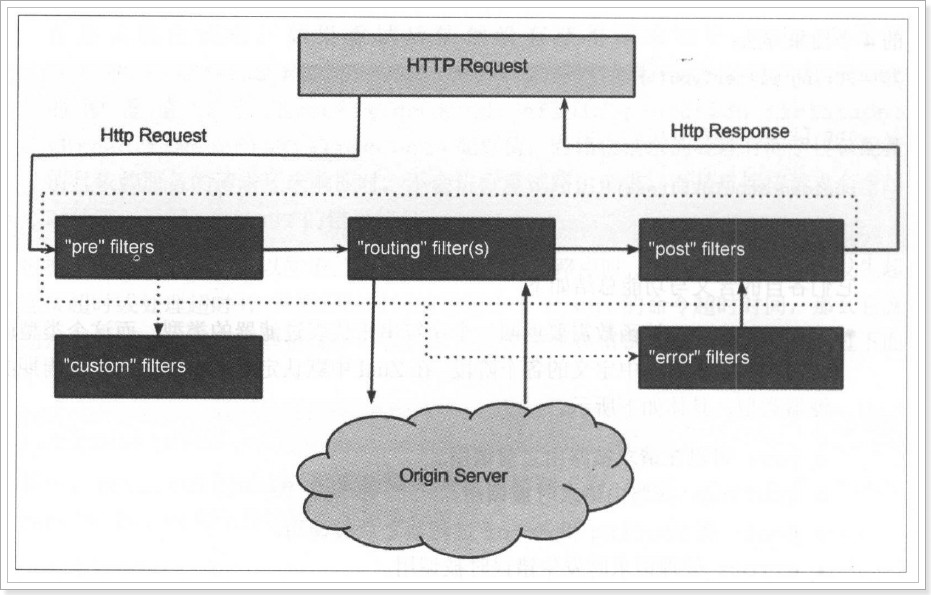 HTTP Request
Http Request
Http Response
"pre" filters
"routing" filter(s)
"post" filters
"custom" filters
"error" filters
Origin Server